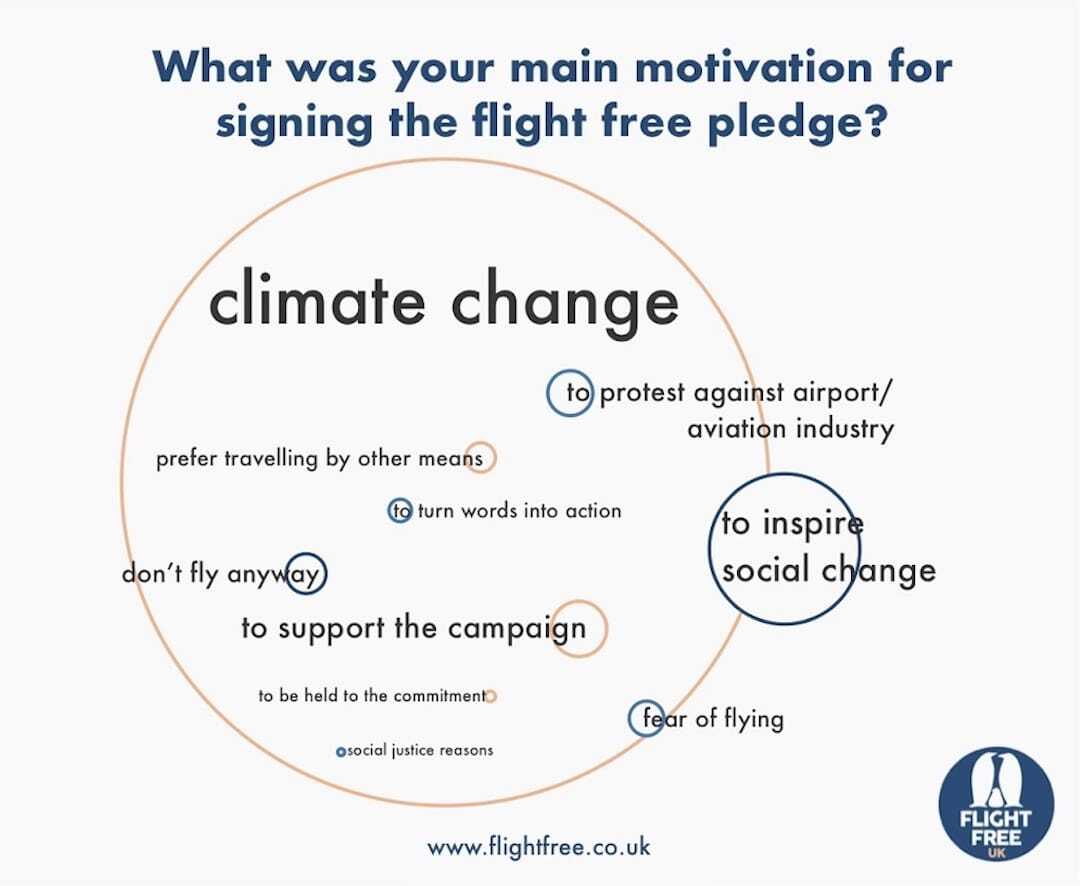 What was your main motivation for
signing the flight free pledge?
climate change
to protest against airport/
aviation industry
prefer travelling by other means
to turn words into action
to inspire
social change
don't fly anyway
to support the campaign
to be held to the commitment
fear of flying
social justice reasons
FLIGHT
FREE
UK
www.flightfree.co.uk